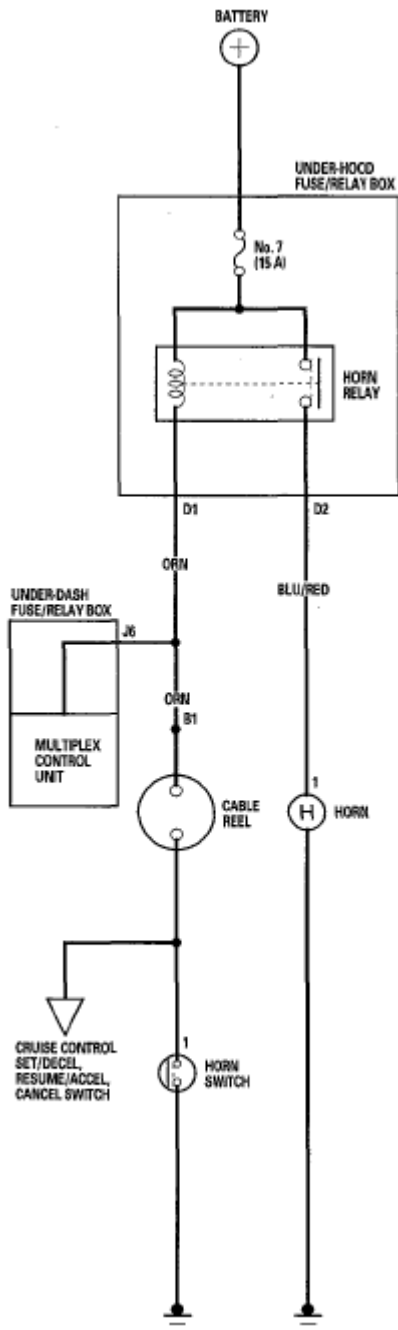 BATTERY
UNDER-HOOD
FUSE/RELAY BOX
No. 7
(15 A)
HORN
RELAY
D1
D2
ORN
BLU/RED
UNDER-DASH
FUSE/RELAY BOX
J6
ORN
B1
MULTIPLEX
CONTROL
UNIT
CABLE
REEL
1
H
HORN
CRUISE CONTROL
SET/DECEL,
RESUME/ACCEL,
CANCEL SWITCH
1
HORN
SWITCH